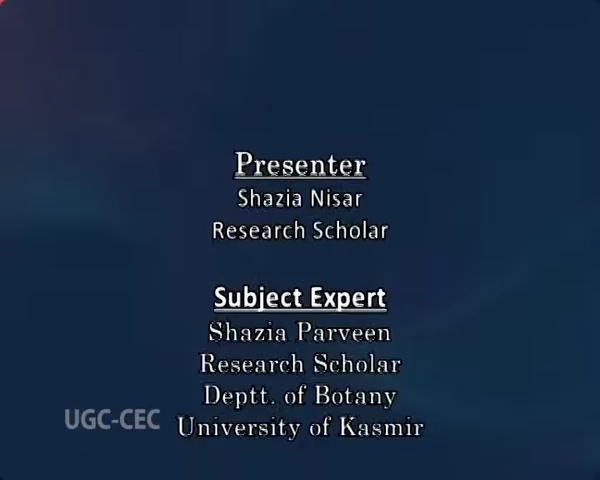 Presenter
Shazia Nisar
Research Scholar
Subject Expert
Shazia Parveen
Research Scholar
Deptt. of Botany
University of Kasmir
UGC-CEC